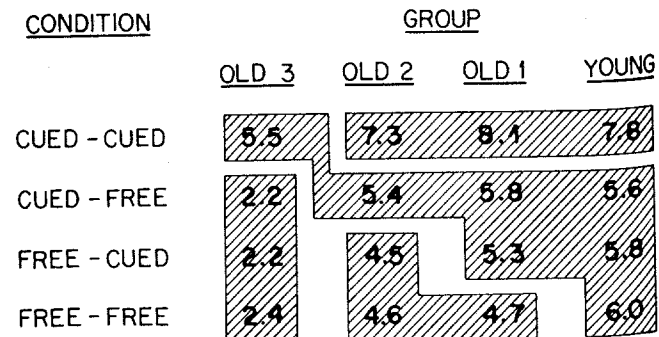 CONDITION GROUP
OLD 3 OLD 2 OLD 1 YOUNG
CUED - CUED 5.5 7.3 8.1 7.8
CUED - FREE 2.2 5.4 5.8 5.6
FREE - CUED 2.2 4.5 5.3 5.8
FREE - FREE 2.4 4.6 4.7 6.0